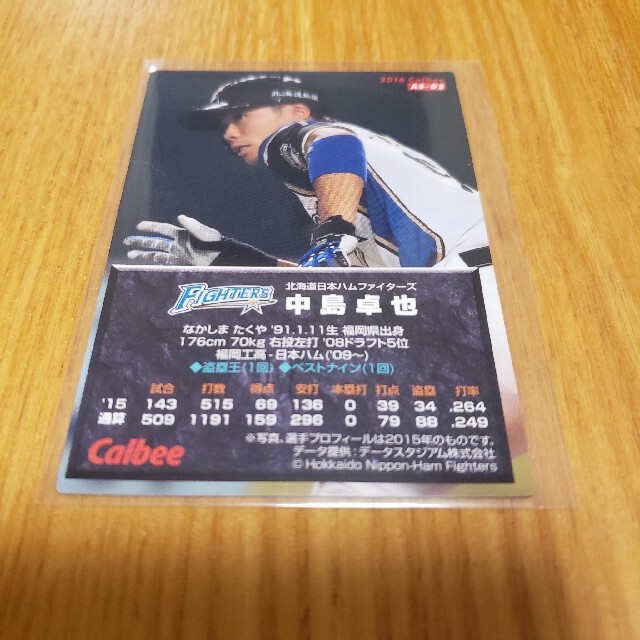 2016 Calbee
AS-05
北海道新聞
FIGHTERS
北海道日本ハムファイターズ
中島卓也
なかしま たくや '91.1.11生 福岡県出身
176cm 70kg 右投左打 '08ドラフト5位
福岡工高-日本ハム('09~)
◆盗塁王(1回) ◆ベストナイン(1回)
試合 打数 得点 安打 本塁打 打点 盗塁 打率
'15 143 515 69 136 0 39 34 .264
通算 509 1191 159 296 0 79 88 .249
※写真、選手プロフィールは2015年のものです。
データ提供:データスタジアム株式会社
© Hokkaido Nippon-Ham Fighters
Calbee